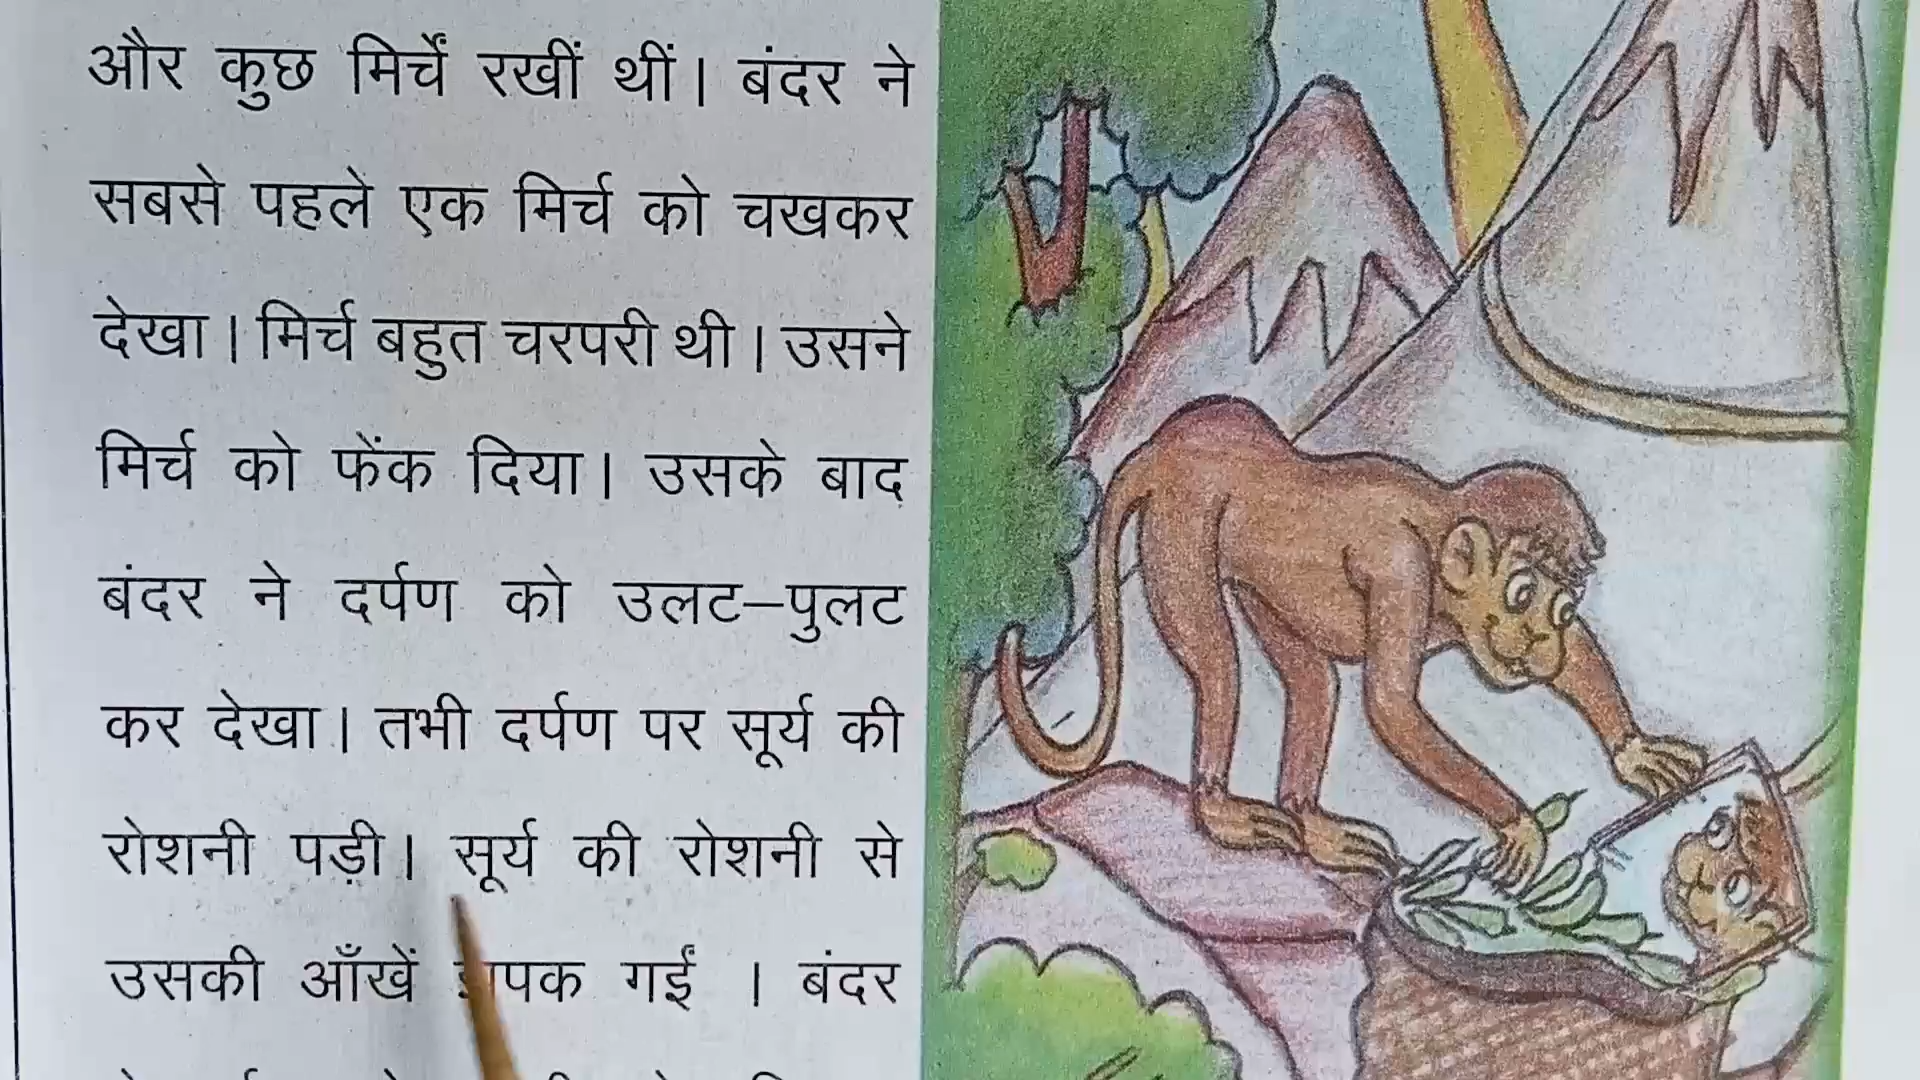 और कुछ मिर्चें रखीं थीं। बंदर ने
सबसे पहले एक मिर्च को चखकर
देखा। मिर्च बहुत चरपरी थी। उसने
मिर्च को फेंक दिया। उसके बाद
बंदर ने दर्पण को उलट–पुलट
कर देखा। तभी दर्पण पर सूर्य की
रोशनी पड़ी। सूर्य की रोशनी से
उसकी आँखें गईं । बंदर